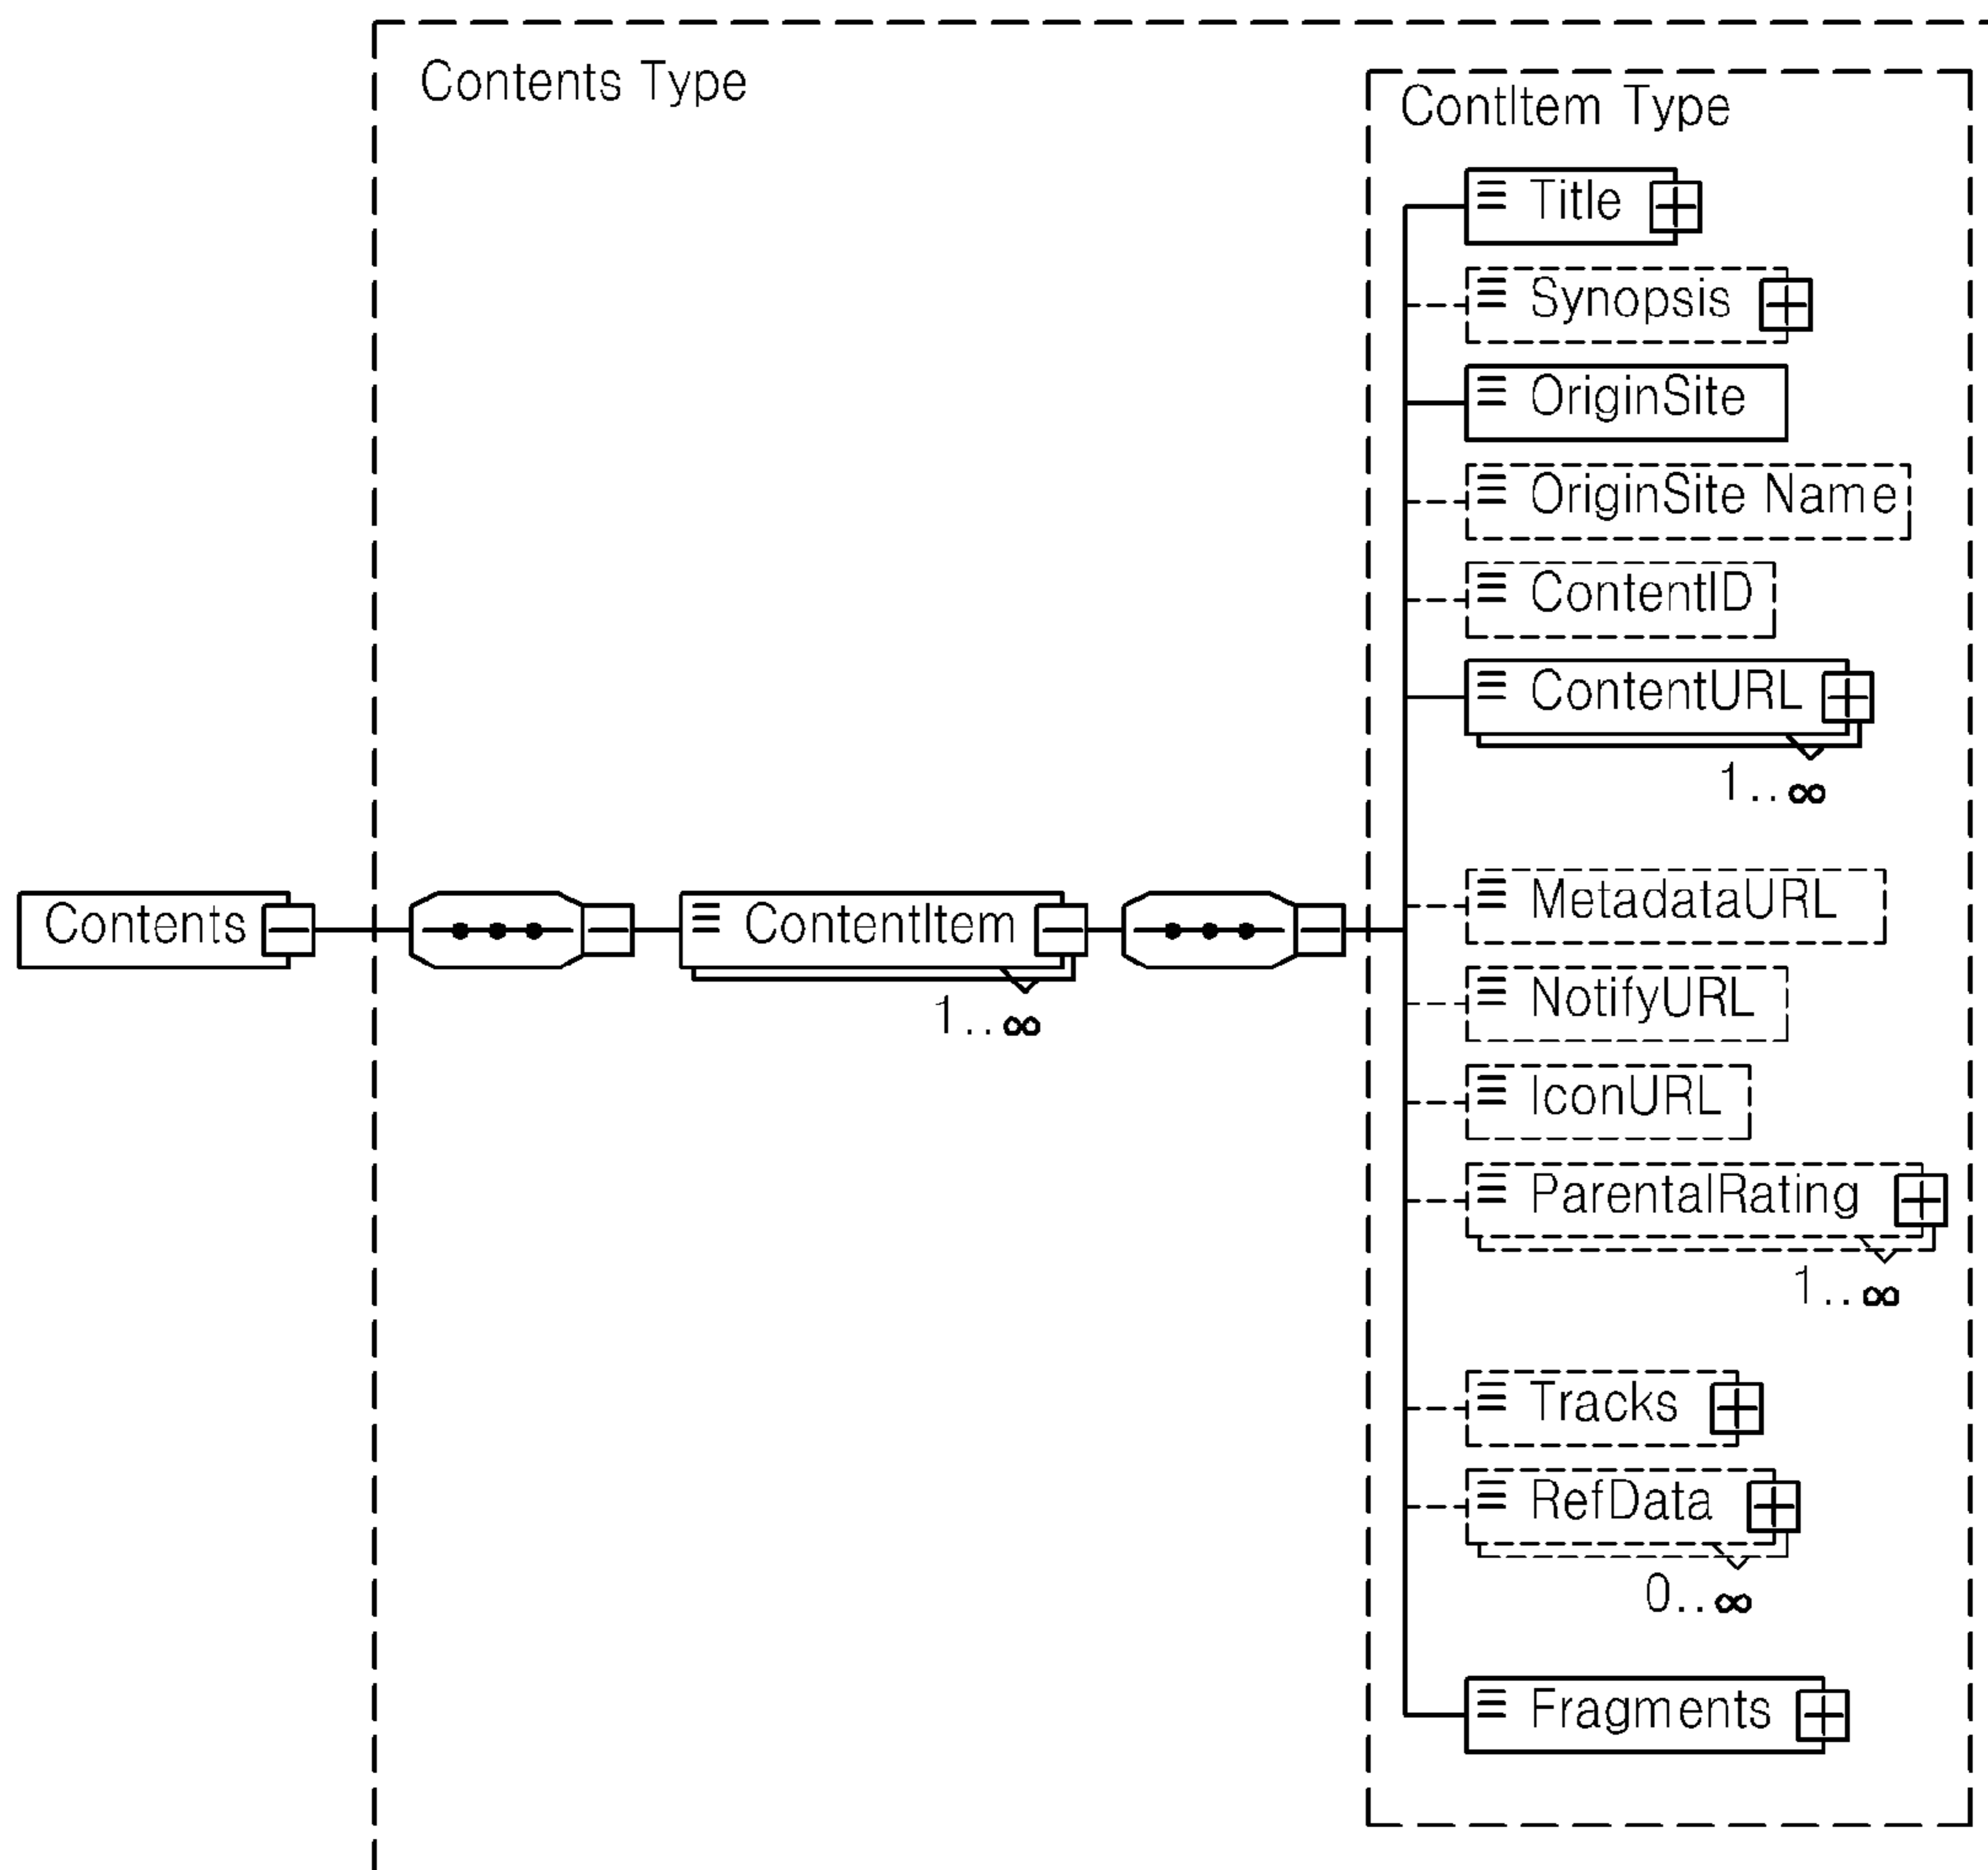 Contents Type
ContItem Type
Title
Synopsis
OriginSite
OriginSite Name
ContentID
ContentURL
1..∞
Contents
ContentItem
1..∞
MetadataURL
NotifyURL
IconURL
ParentalRating
1..∞
Tracks
RefData
0..∞
Fragments